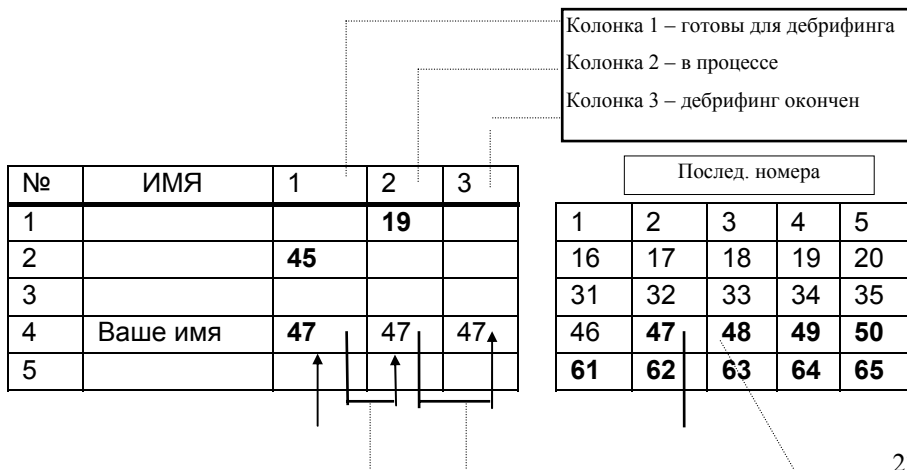 Колонка 1 – готовы для дебрифинга
Колонка 2 – в процессе
Колонка 3 – дебрифинг окончен
№ ИМЯ 1 2 3
1 19
2 45
3
4 Ваше имя 47 47 47
5
Послед. номера
1 2 3 4 5
16 17 18 19 20
31 32 33 34 35
46 47 48 49 50
61 62 63 64 65
2